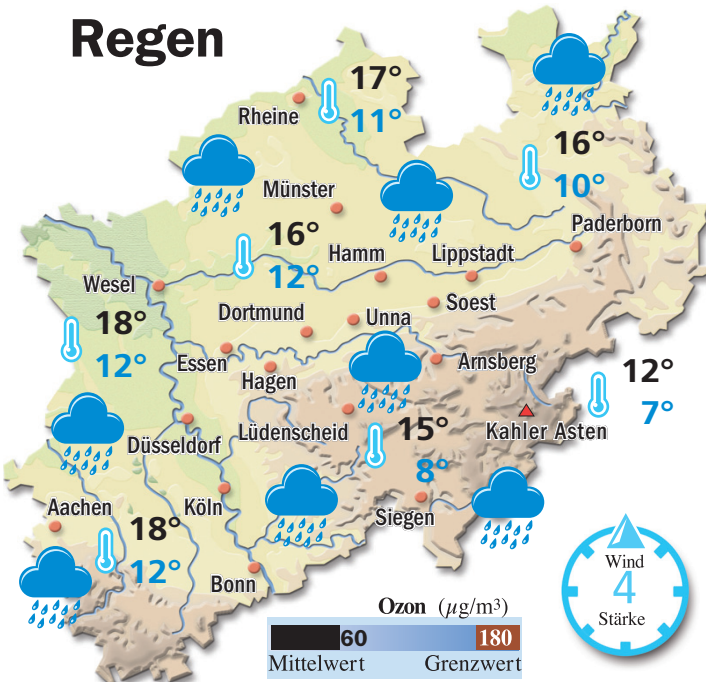 Regen
17°
Rheine
11°
16°
10°
Münster
Paderborn
16°
Hamm
Lippstadt
12°
Wesel
Soest
Dortmund
Unna
18°
12°
Essen
Arnsberg
Hagen
12°
7°
Lüdenscheid
15°
Kahler Asten
Düsseldorf
8°
Aachen
Köln
Siegen
18°
12°
Bonn
Wind
4
Stärke
Ozon (µg/m³)
60
180
Mittelwert
Grenzwert